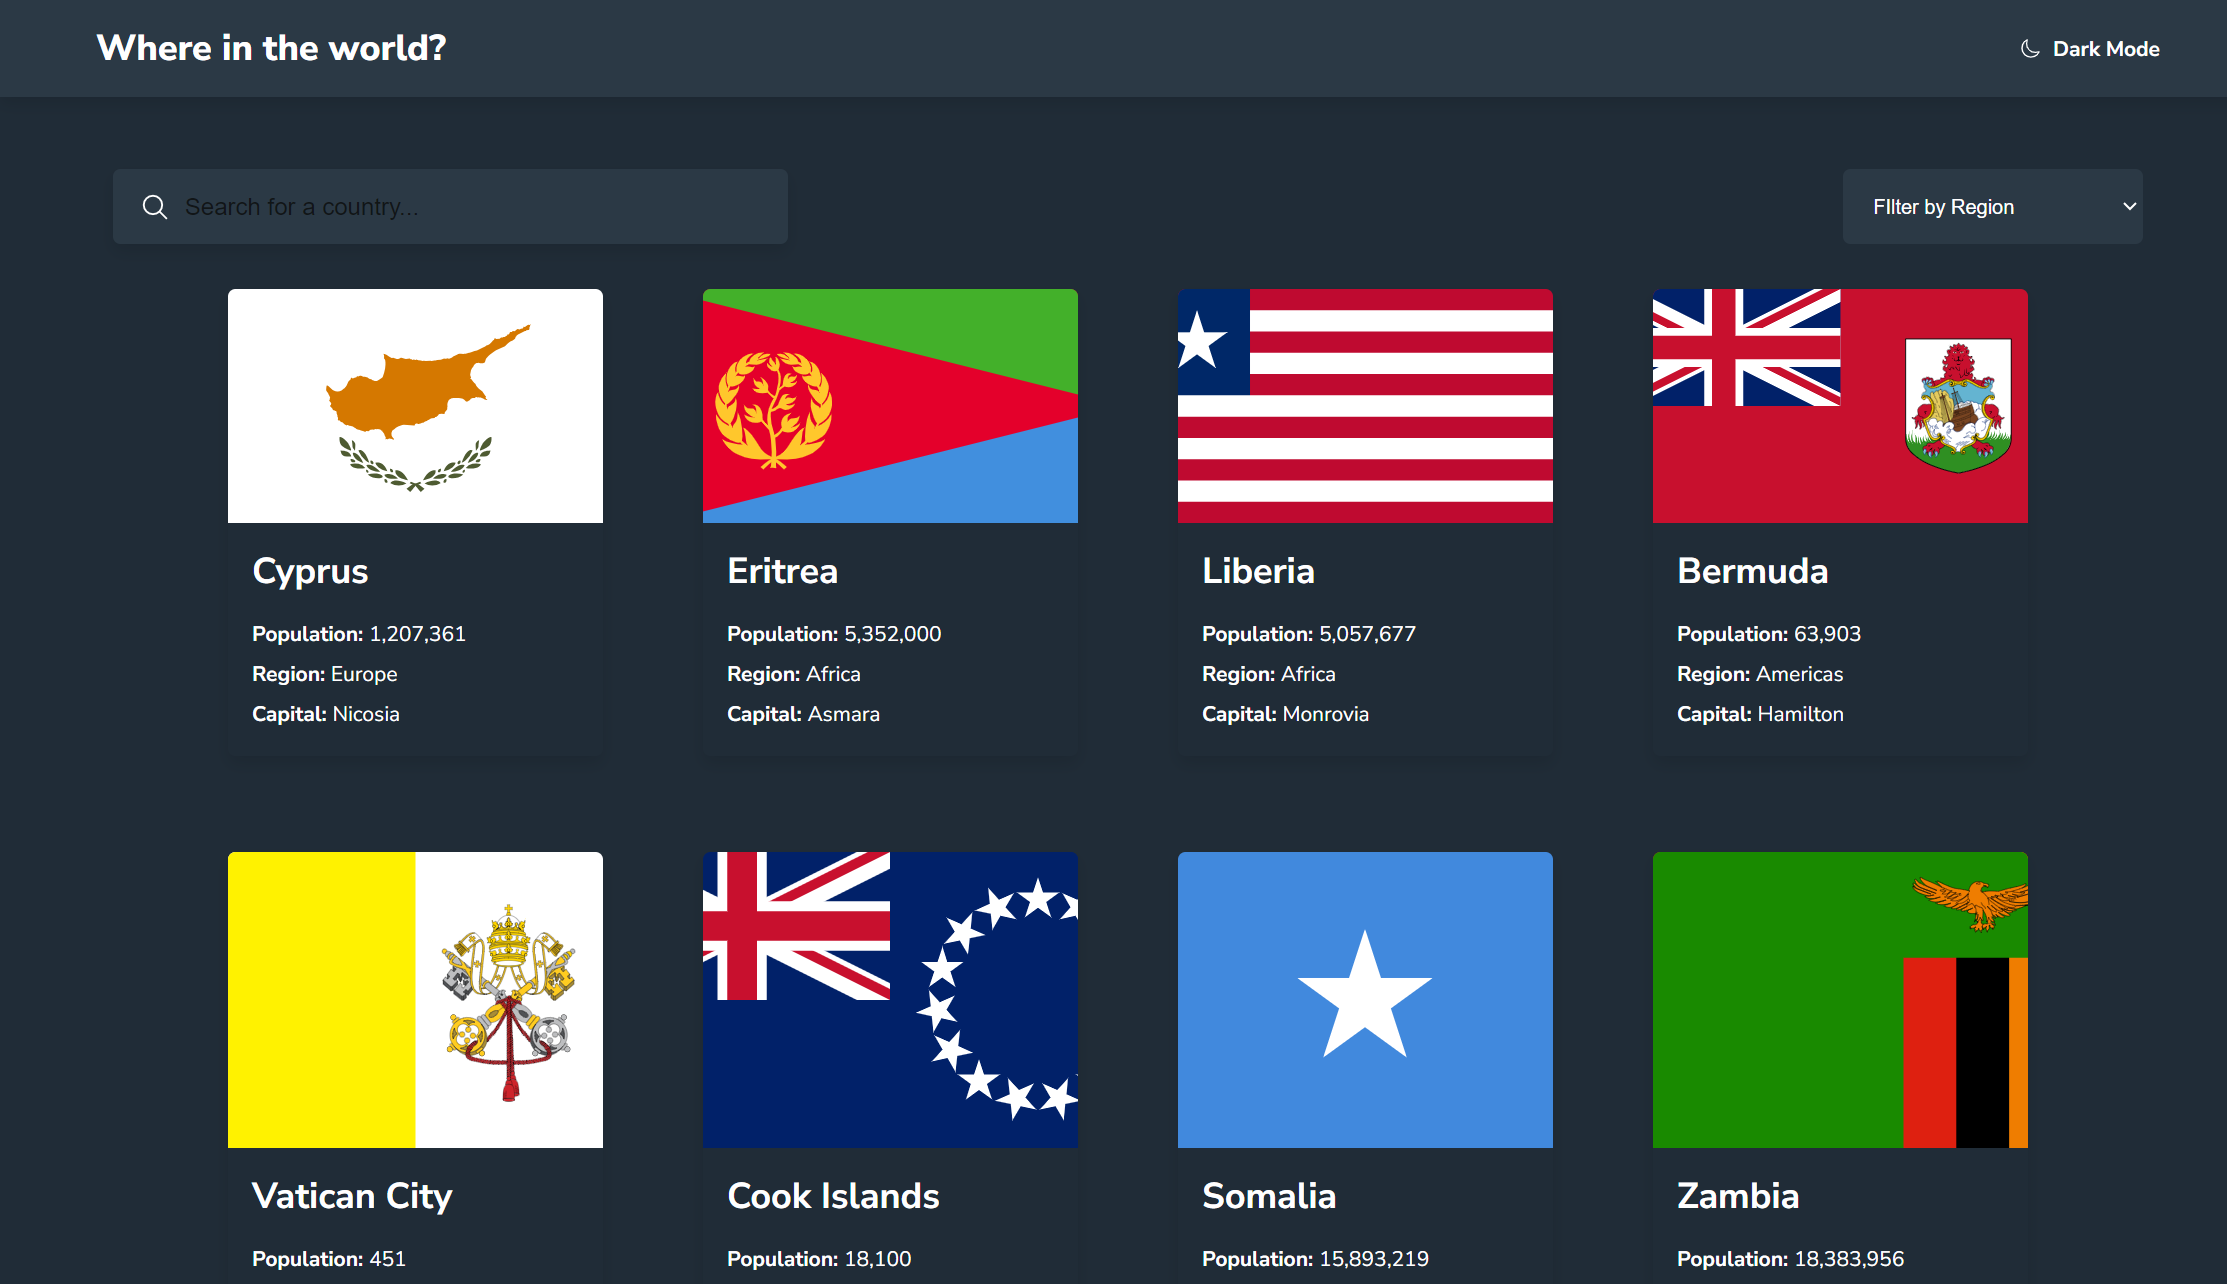 Where in the world?
Dark Mode
Search for a country...
FIlter by Region
Cyprus
Population: 1,207,361
Region: Europe
Capital: Nicosia
Eritrea
Population: 5,352,000
Region: Africa
Capital: Asmara
Liberia
Population: 5,057,677
Region: Africa
Capital: Monrovia
Bermuda
Population: 63,903
Region: Americas
Capital: Hamilton
Vatican City
Population: 451
Cook Islands
Population: 18,100
Somalia
Population: 15,893,219
Zambia
Population: 18,383,956